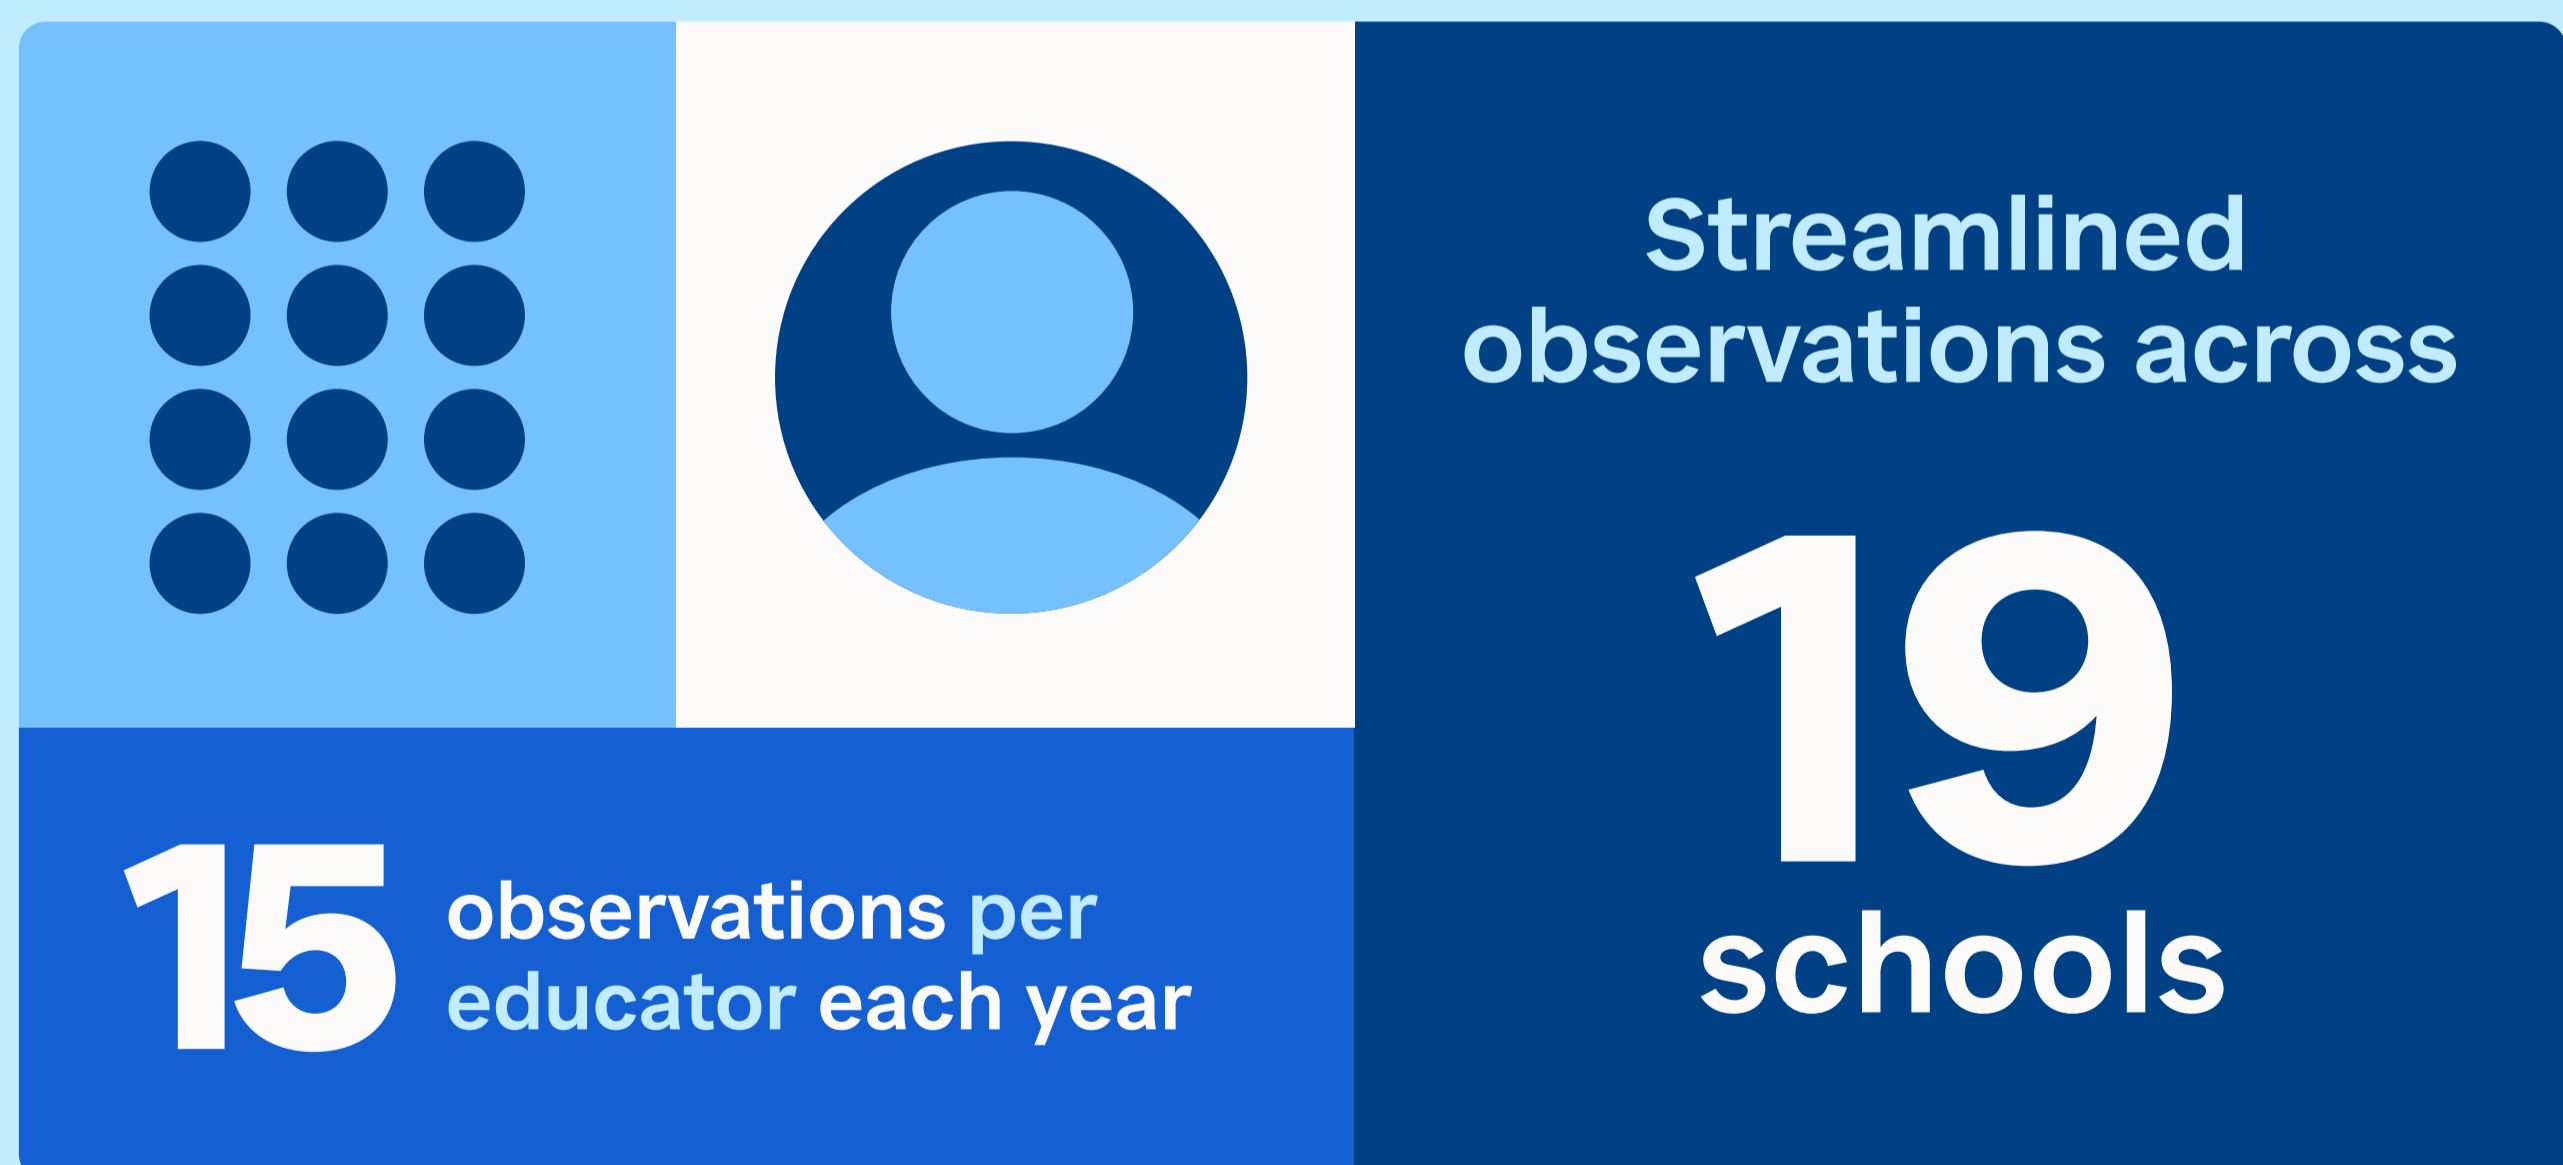 15
observations per
educator each year
Streamlined
observations across
19
schools